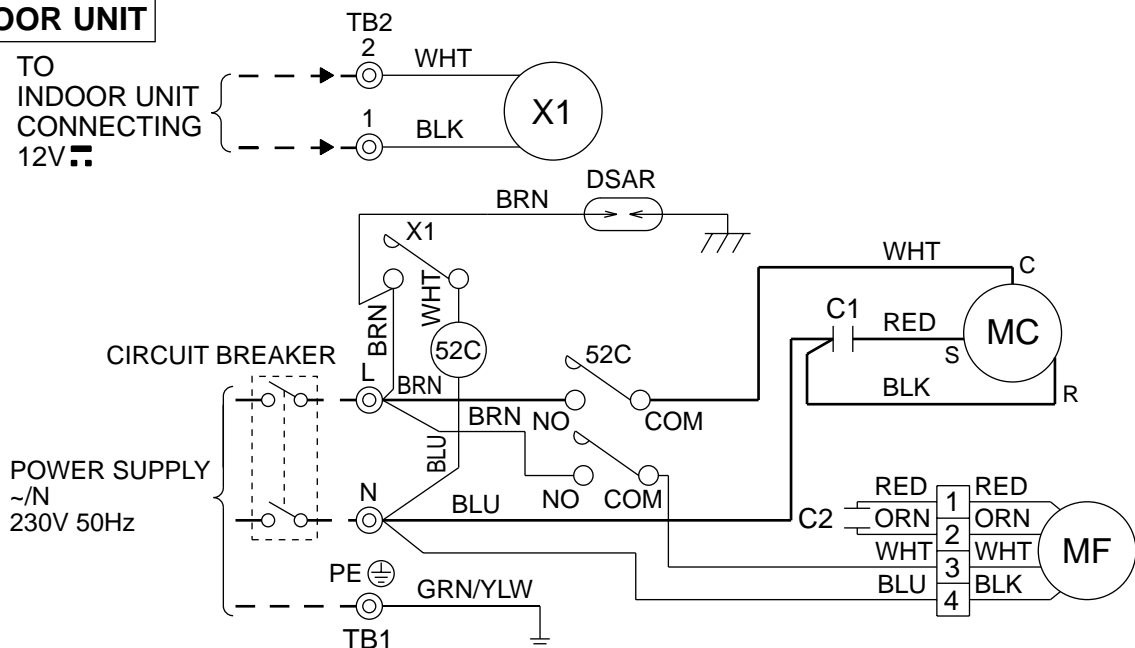 OOR UNIT
TB2
2
WHT
TO
INDOOR UNIT
CONNECTING
12V
X1
1
BLK
DSAR
BRN
X1
WHT
C
BRN
WHT
C1
RED
MC
S
52C
CIRCUIT BREAKER
52C
L
BRN
BLK
R
BRN
NO
COM
BLU
POWER SUPPLY
~/N
230V 50Hz
N
BLU
NO
COM
RED
1
RED
C2
ORN
2
ORN
WHT
3
WHT
MF
BLU
4
BLK
PE
GRN/YLW
TB1